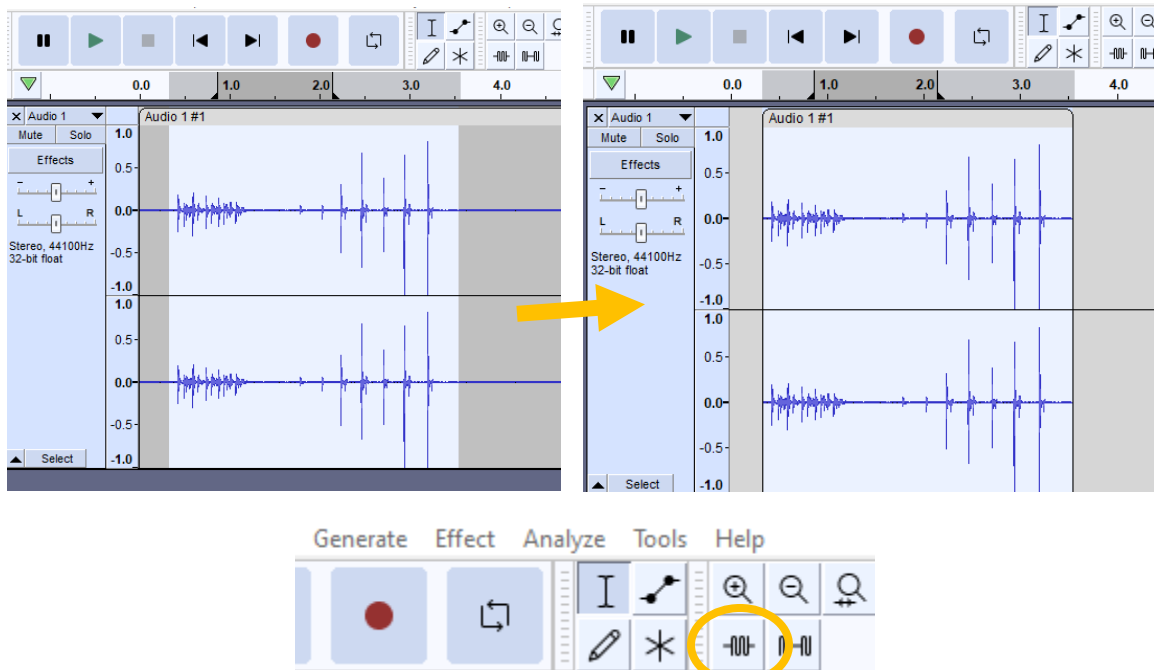 0.0 1.0 2.0 3.0 4.0
X Audio 1
Audio 1 #1
Mute Solo
Effects
- +
L R
Stereo, 44100Hz
32-bit float
1.0
0.5-
0.0-
-0.5-
-1.0
1.0
0.5-
0.0-
-0.5-
-1.0
Select
0.0 1.0 2.0 3.0 4.0
X Audio 1
Audio 1 #1
Mute Solo
Effects
- +
L R
Stereo, 44100Hz
32-bit float
1.0
0.5-
0.0-
-0.5-
-1.0
1.0
0.5-
0.0-
-0.5-
-1.0
Select
Generate Effect Analyze Tools Help